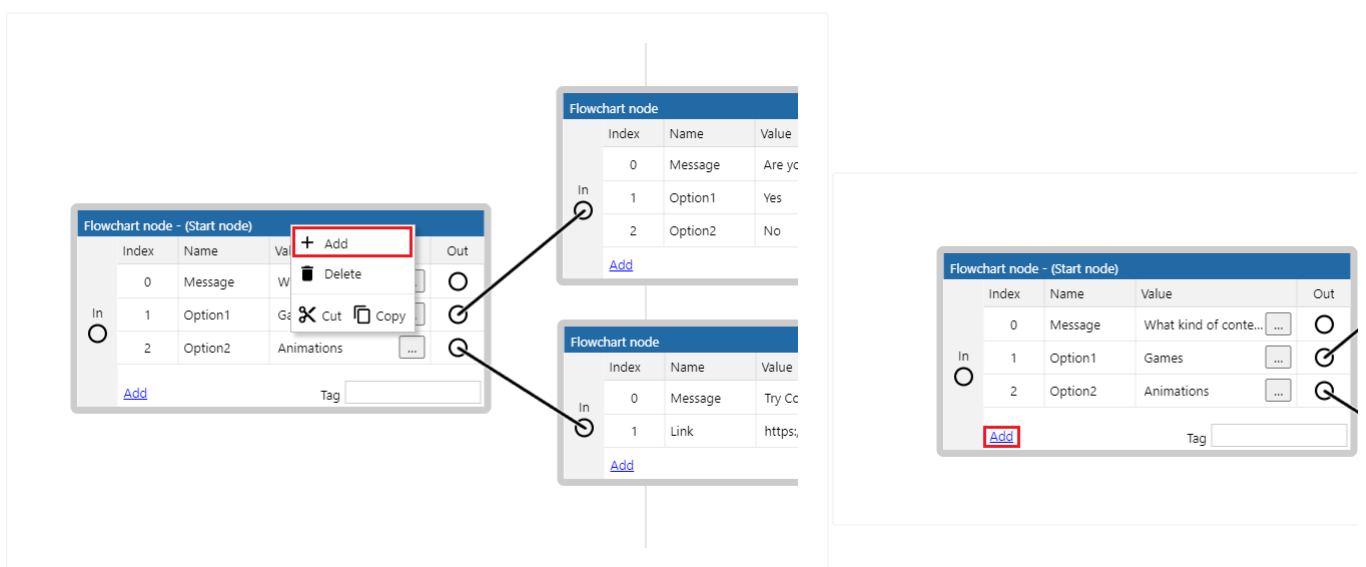 Flowchart node
Index Name Value
0 Message Are yo
In
1 Option1 Yes
2 Option2 No
Add
Flowchart node - (Start node)
Index Name Val Out
0 Message W
In
1 Option1 Ga
2 Option2 Animations ...
Add Tag
Add
Delete
Cut Copy
Flowchart node
Index Name Value
0 Message Try Co
In
1 Link https:/
Add
Flowchart node - (Start node)
Index Name Value Out
0 Message What kind of conte... ...
In
1 Option1 Games ...
2 Option2 Animations ...
Add Tag